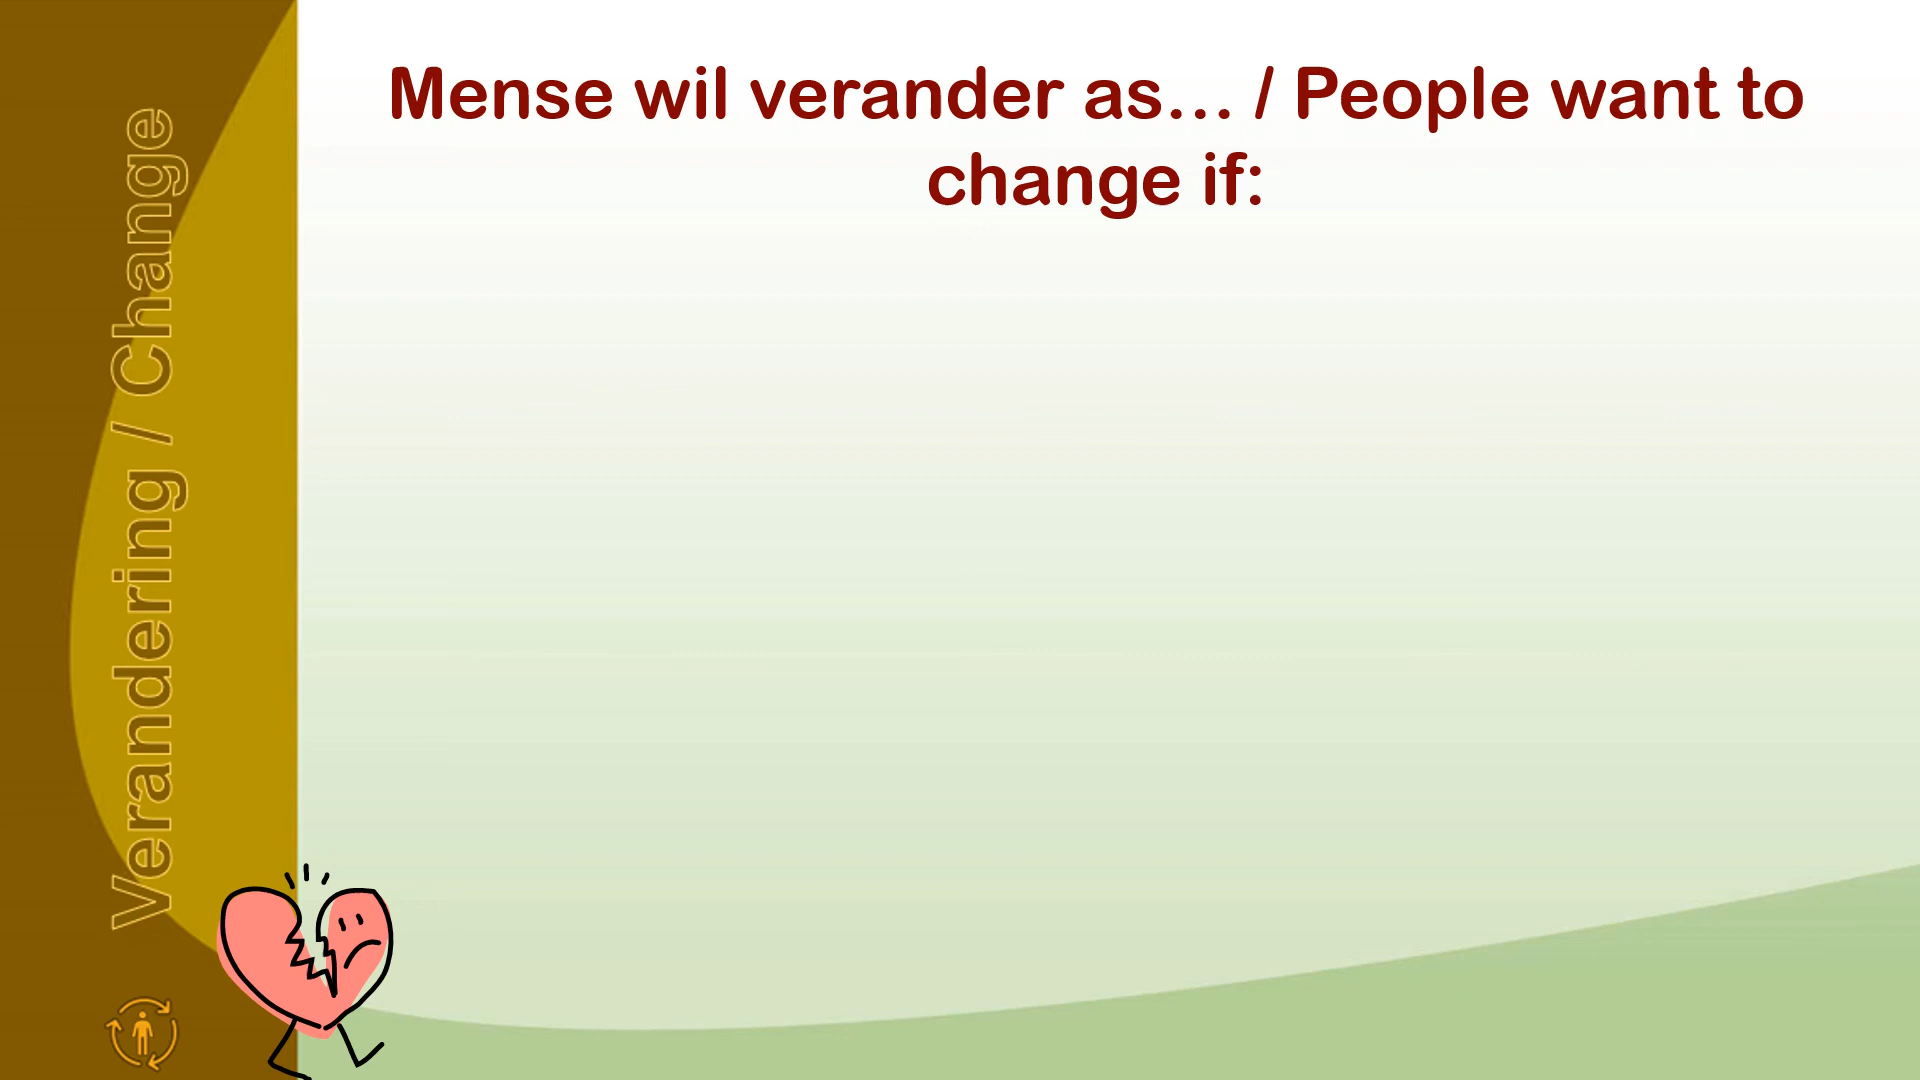 Mense wil verander as... / People want to
change if:
Verandering / Change